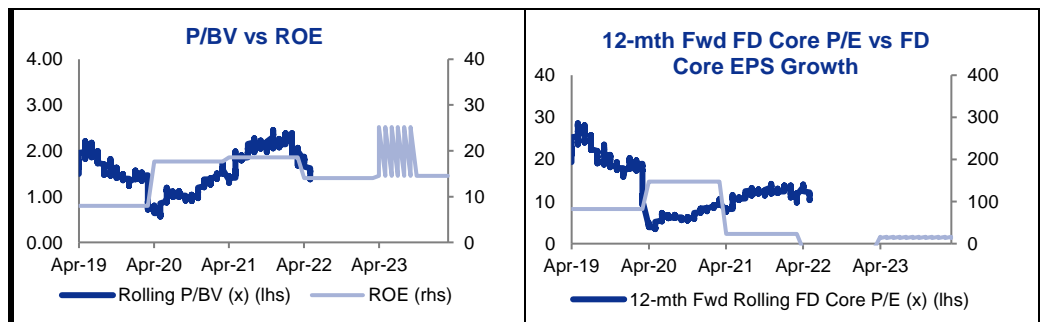 P/BV vs ROE
4.00
40
3.00
30
2.00
20
1.00
10
0.00
0
Apr-19 Apr-20 Apr-21 Apr-22 Apr-23
Rolling P/BV (x) (lhs) ROE (rhs)
12-mth Fwd FD Core P/E vs FD
Core EPS Growth
40
400
30
300
20
200
10
100
0
0
Apr-19 Apr-20 Apr-21 Apr-22 Apr-23
12-mth Fwd Rolling FD Core P/E (x) (lhs)